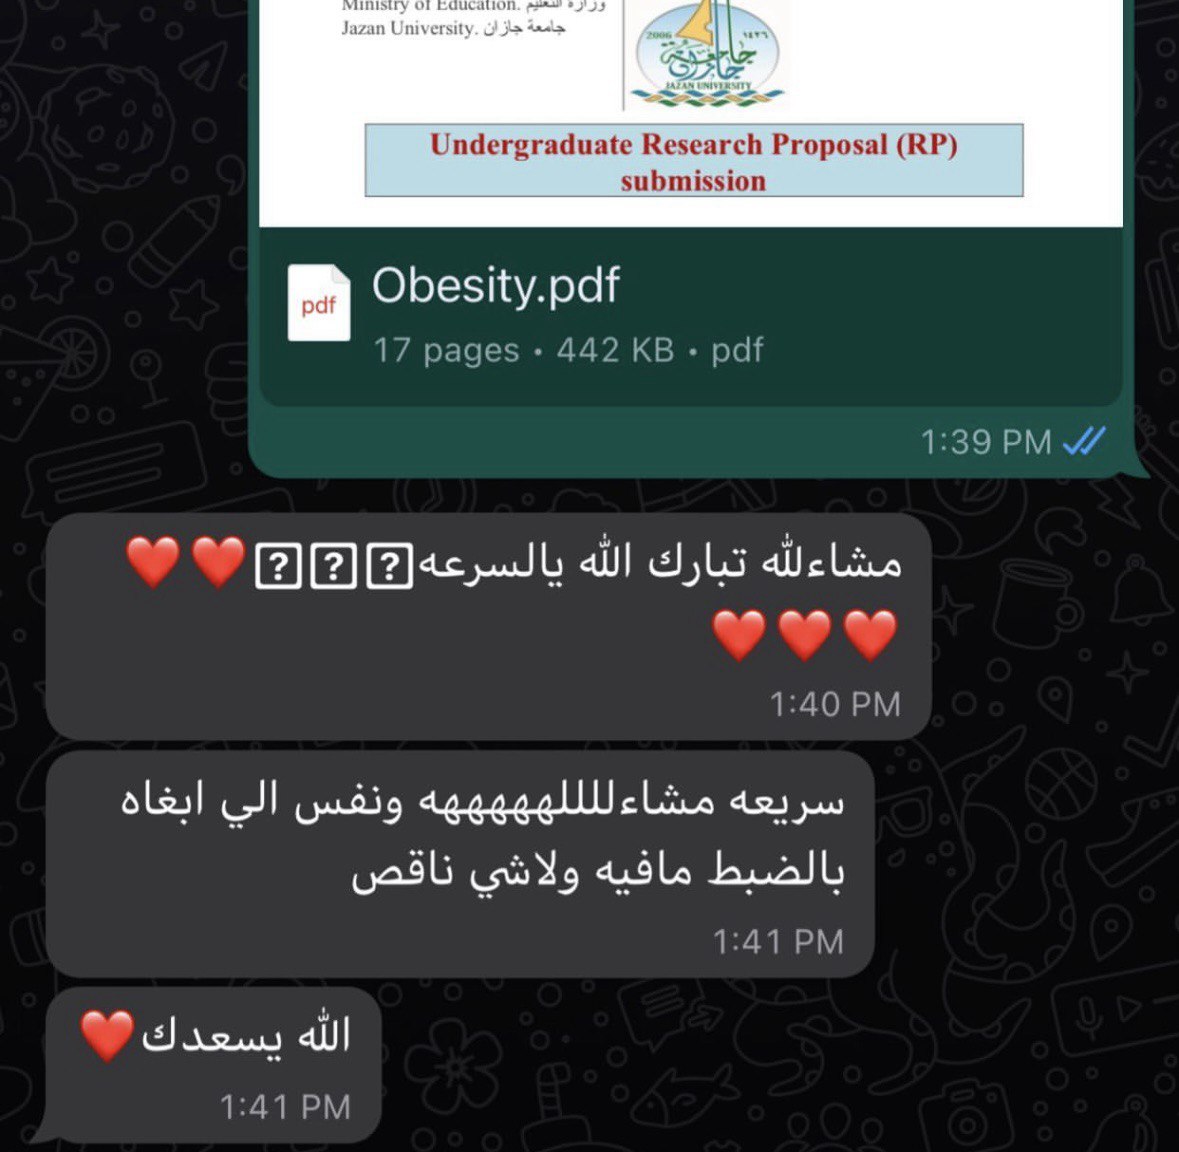 Ministry of Education. وزارة التعليم
Jazan University. جامعة جازان
2006 ١٤٢٦
جامعة جازان
JAZAN UNIVERSITY
Undergraduate Research Proposal (RP)
submission
pdf
Obesity.pdf
17 pages • 442 KB • pdf
1:39 PM
مشاءلله تبارك الله يالسرعه❤️❤️
❤️❤️❤️
1:40 PM
سريعه مشاءلللللهههههه ونفس الي ابغاه
بالضبط مافيه ولاشي ناقص
1:41 PM
الله يسعدك❤️
1:41 PM